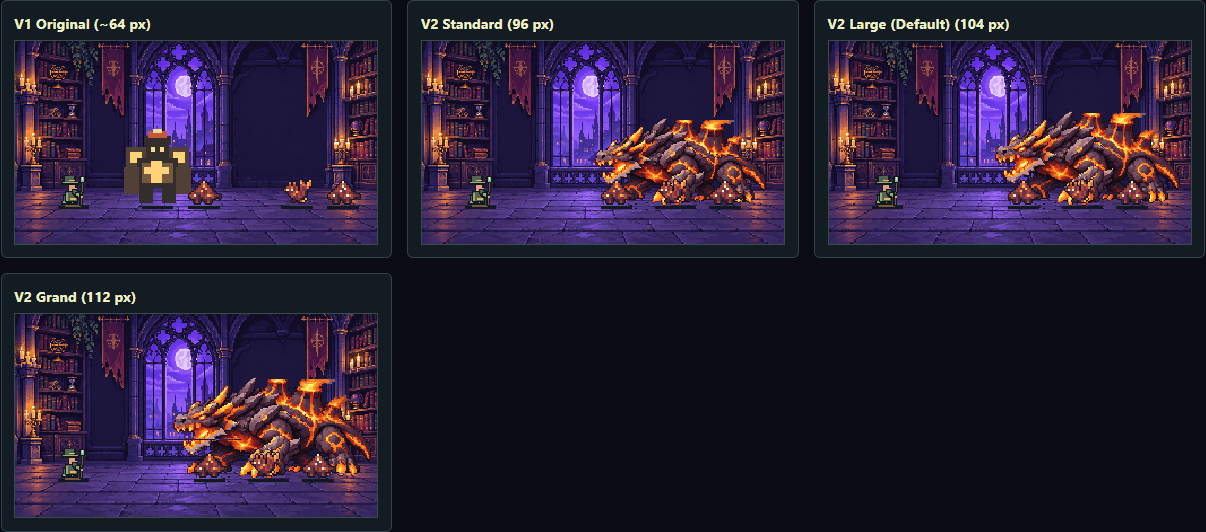 V1 Original (~64 px)
V2 Standard (96 px)
V2 Large (Default) (104 px)
V2 Grand (112 px)